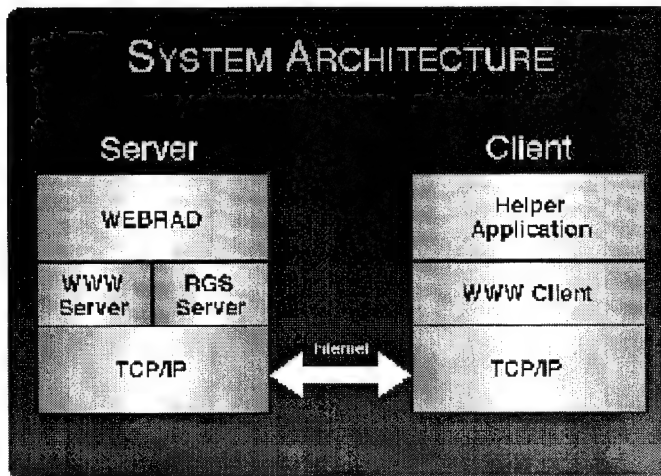 SYSTEM ARCHITECTURE
Server
Client
WEBRAD
Helper
Application
WWW
Server
RGS
Server
WWW Client
TCP/IP
Internet
TCP/IP